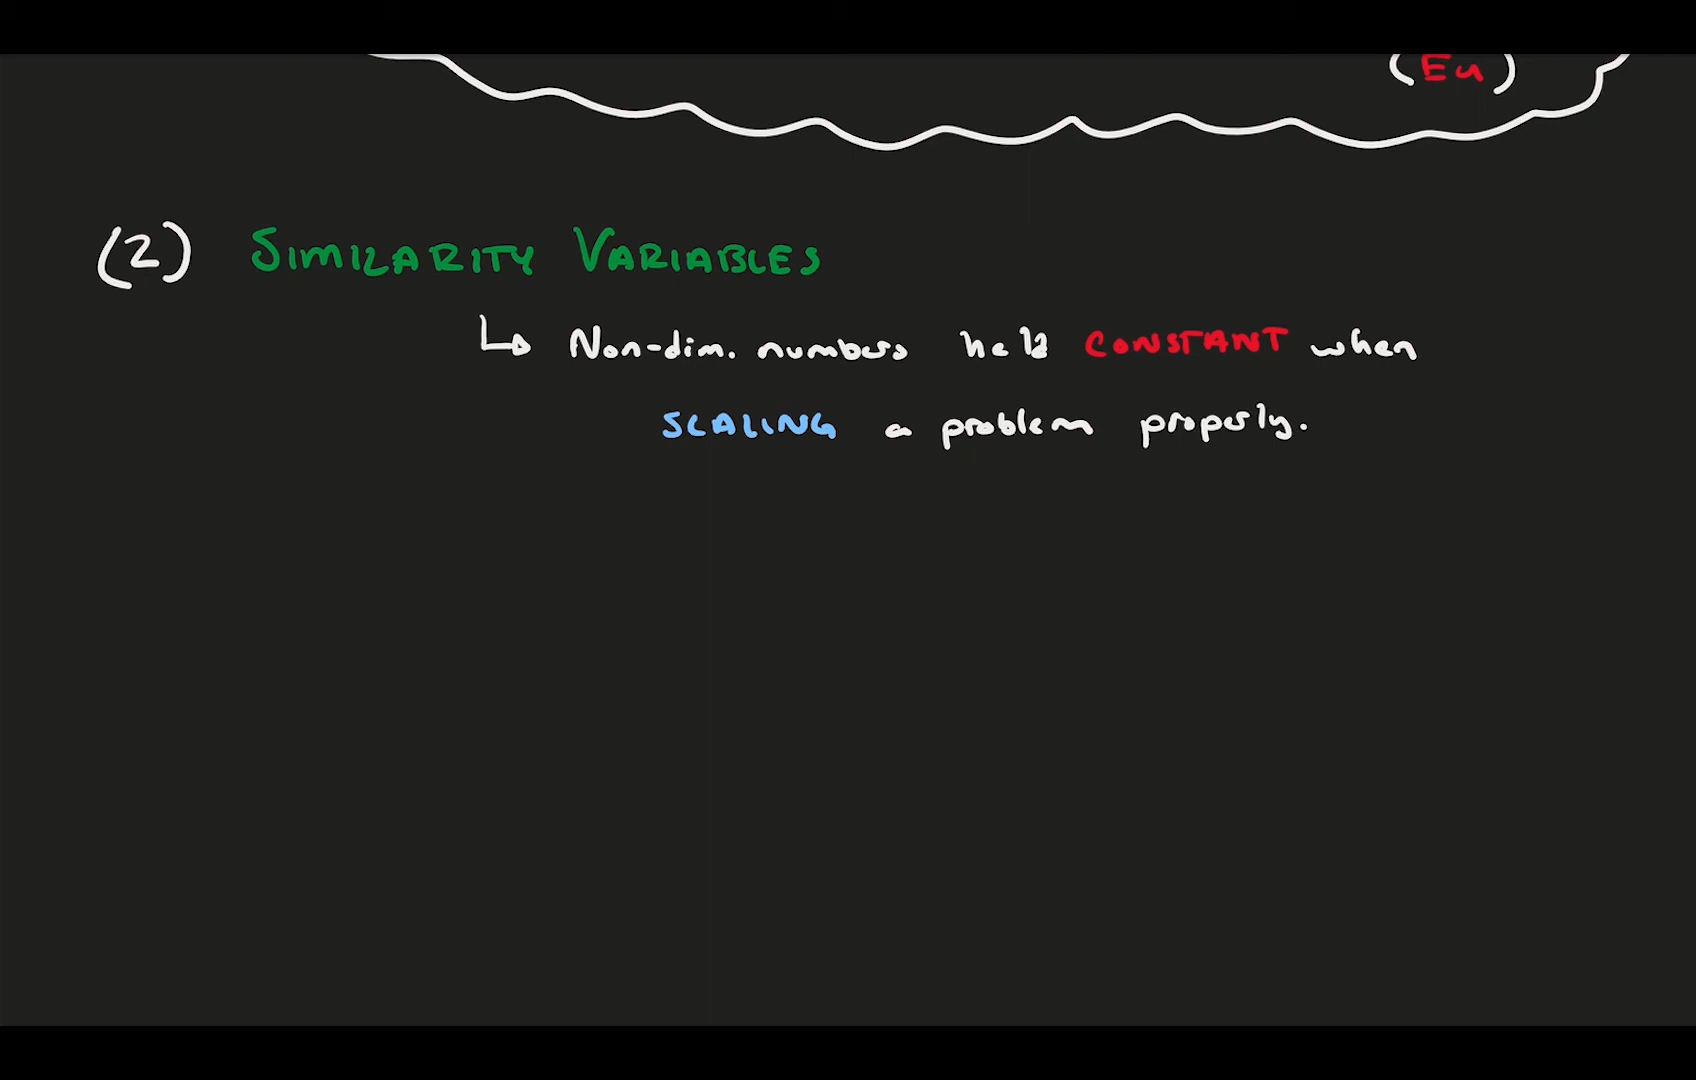 (Eu)
(2) SIMILARITY VARIABLES
↳ Non-dim. numbers held CONSTANT when
SCALING a problem properly.